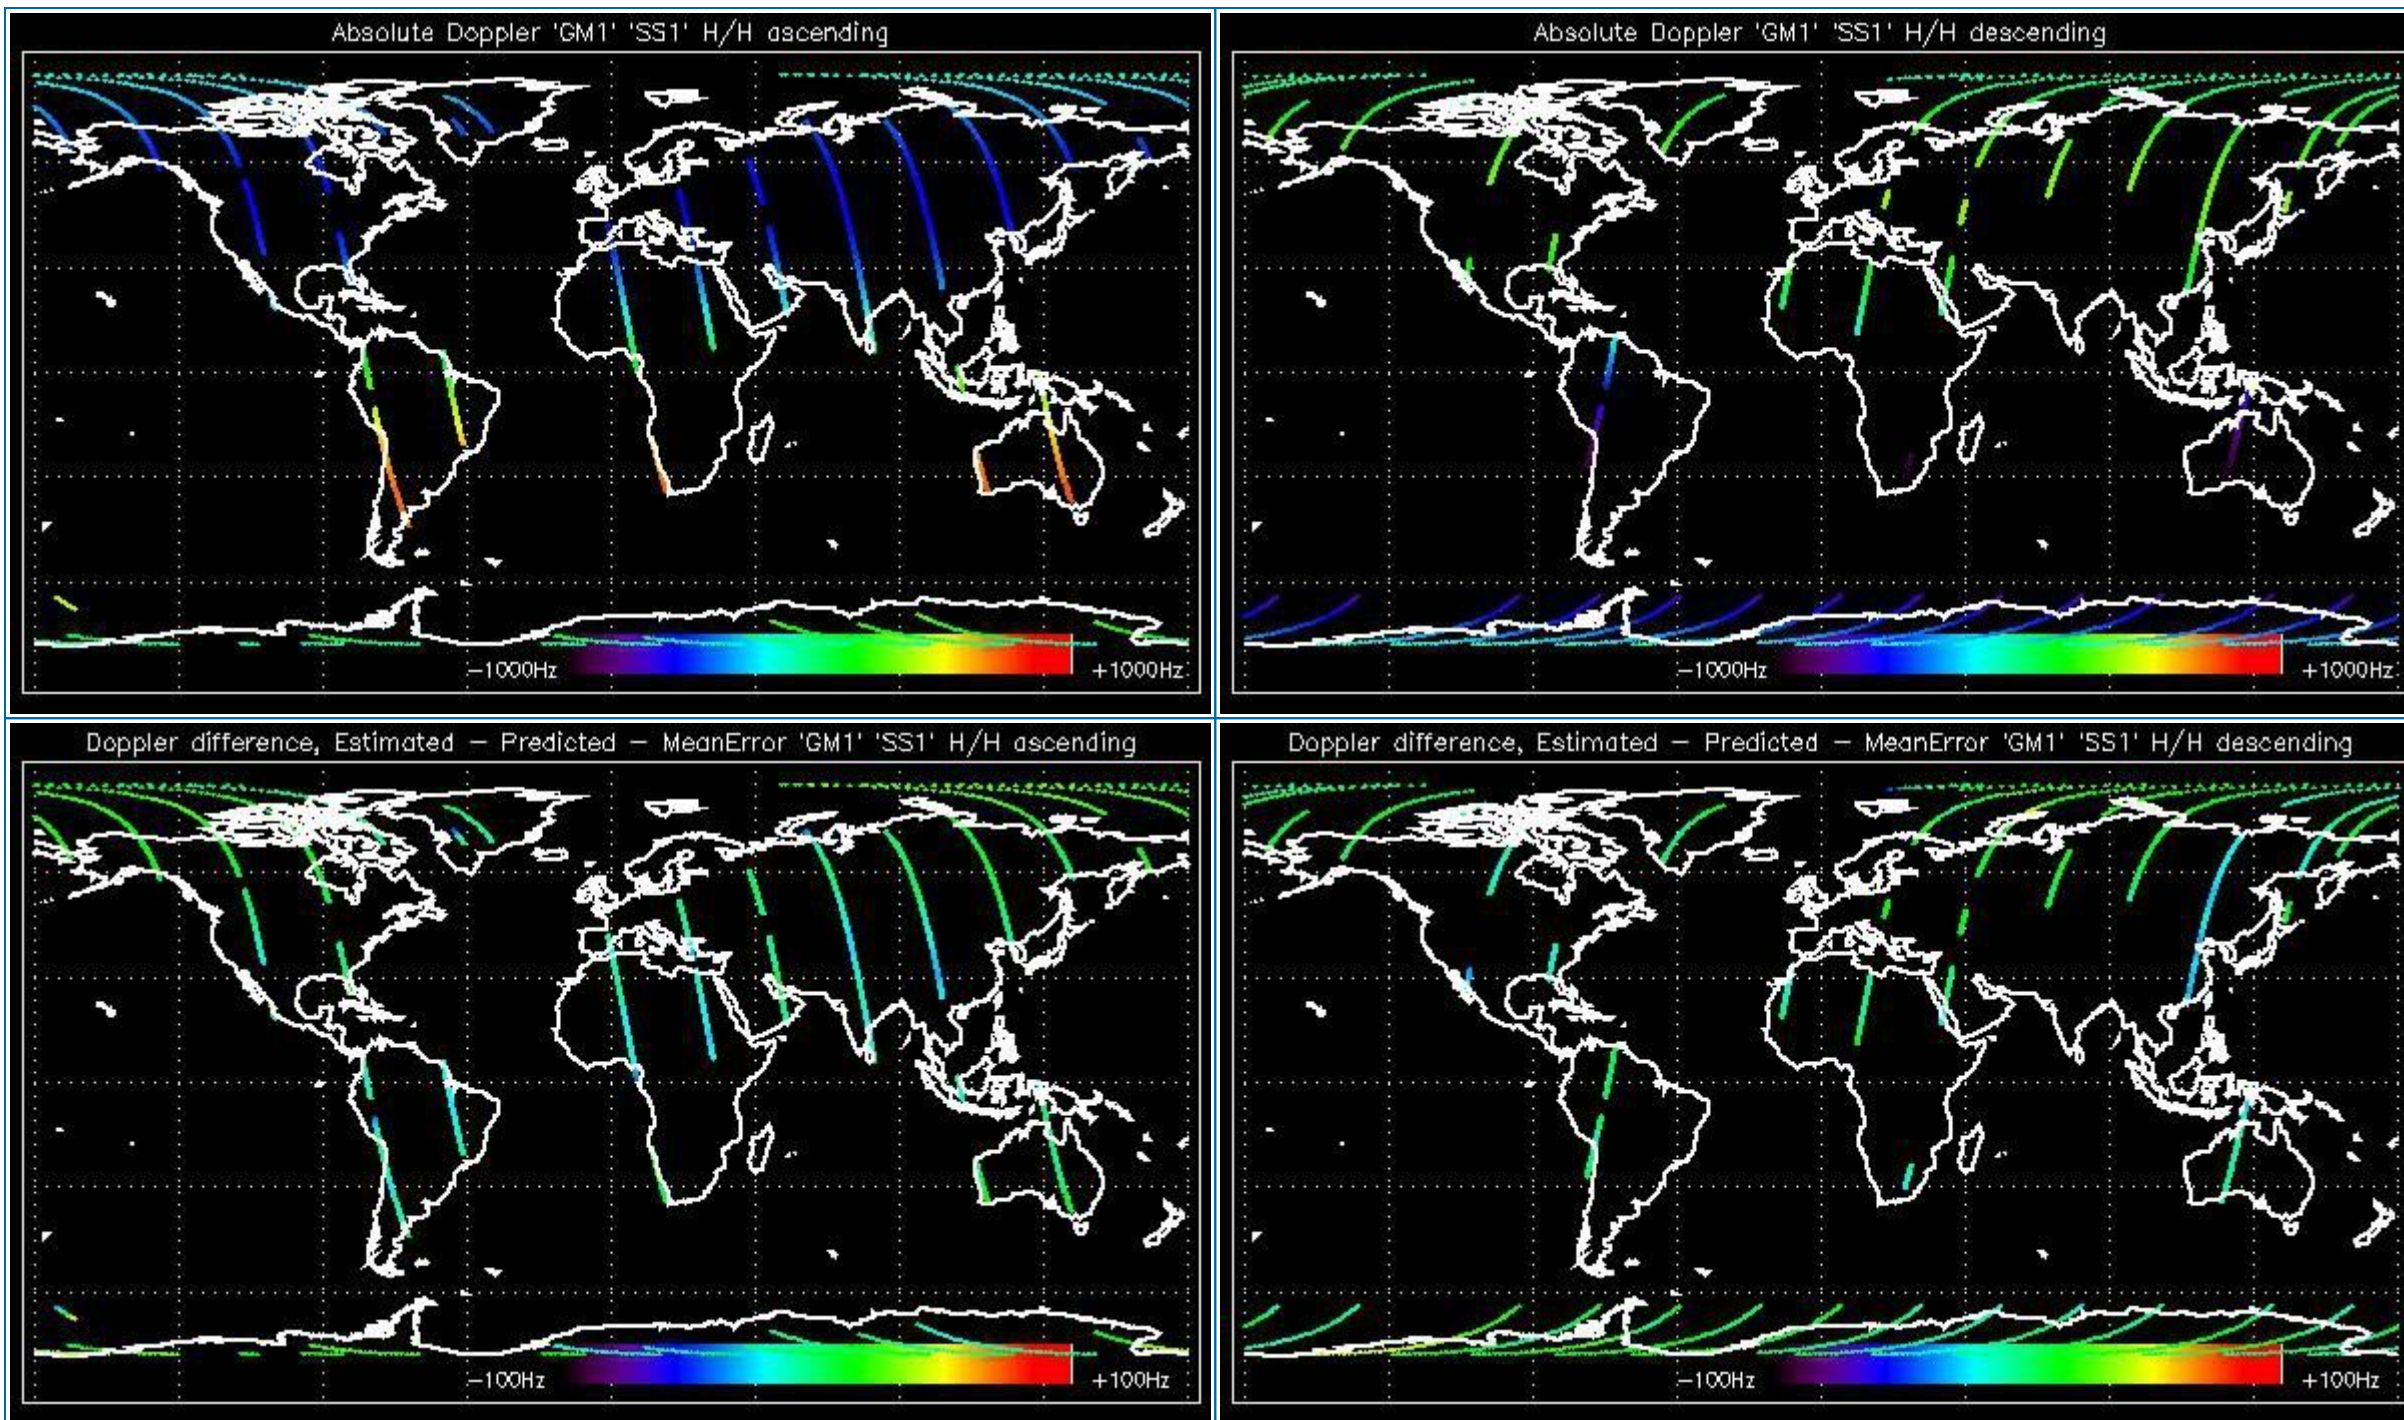 Absolute Doppler 'GM1' 'SS1' H/H ascending
-1000Hz
+1000Hz
Absolute Doppler 'GM1' 'SS1' H/H descending
-1000Hz
+1000Hz
Doppler difference, Estimated - Predicted - MeanError 'GM1' 'SS1' H/H ascending
-100Hz
+100Hz
Doppler difference, Estimated - Predicted - MeanError 'GM1' 'SS1' H/H descending
-100Hz
+100Hz